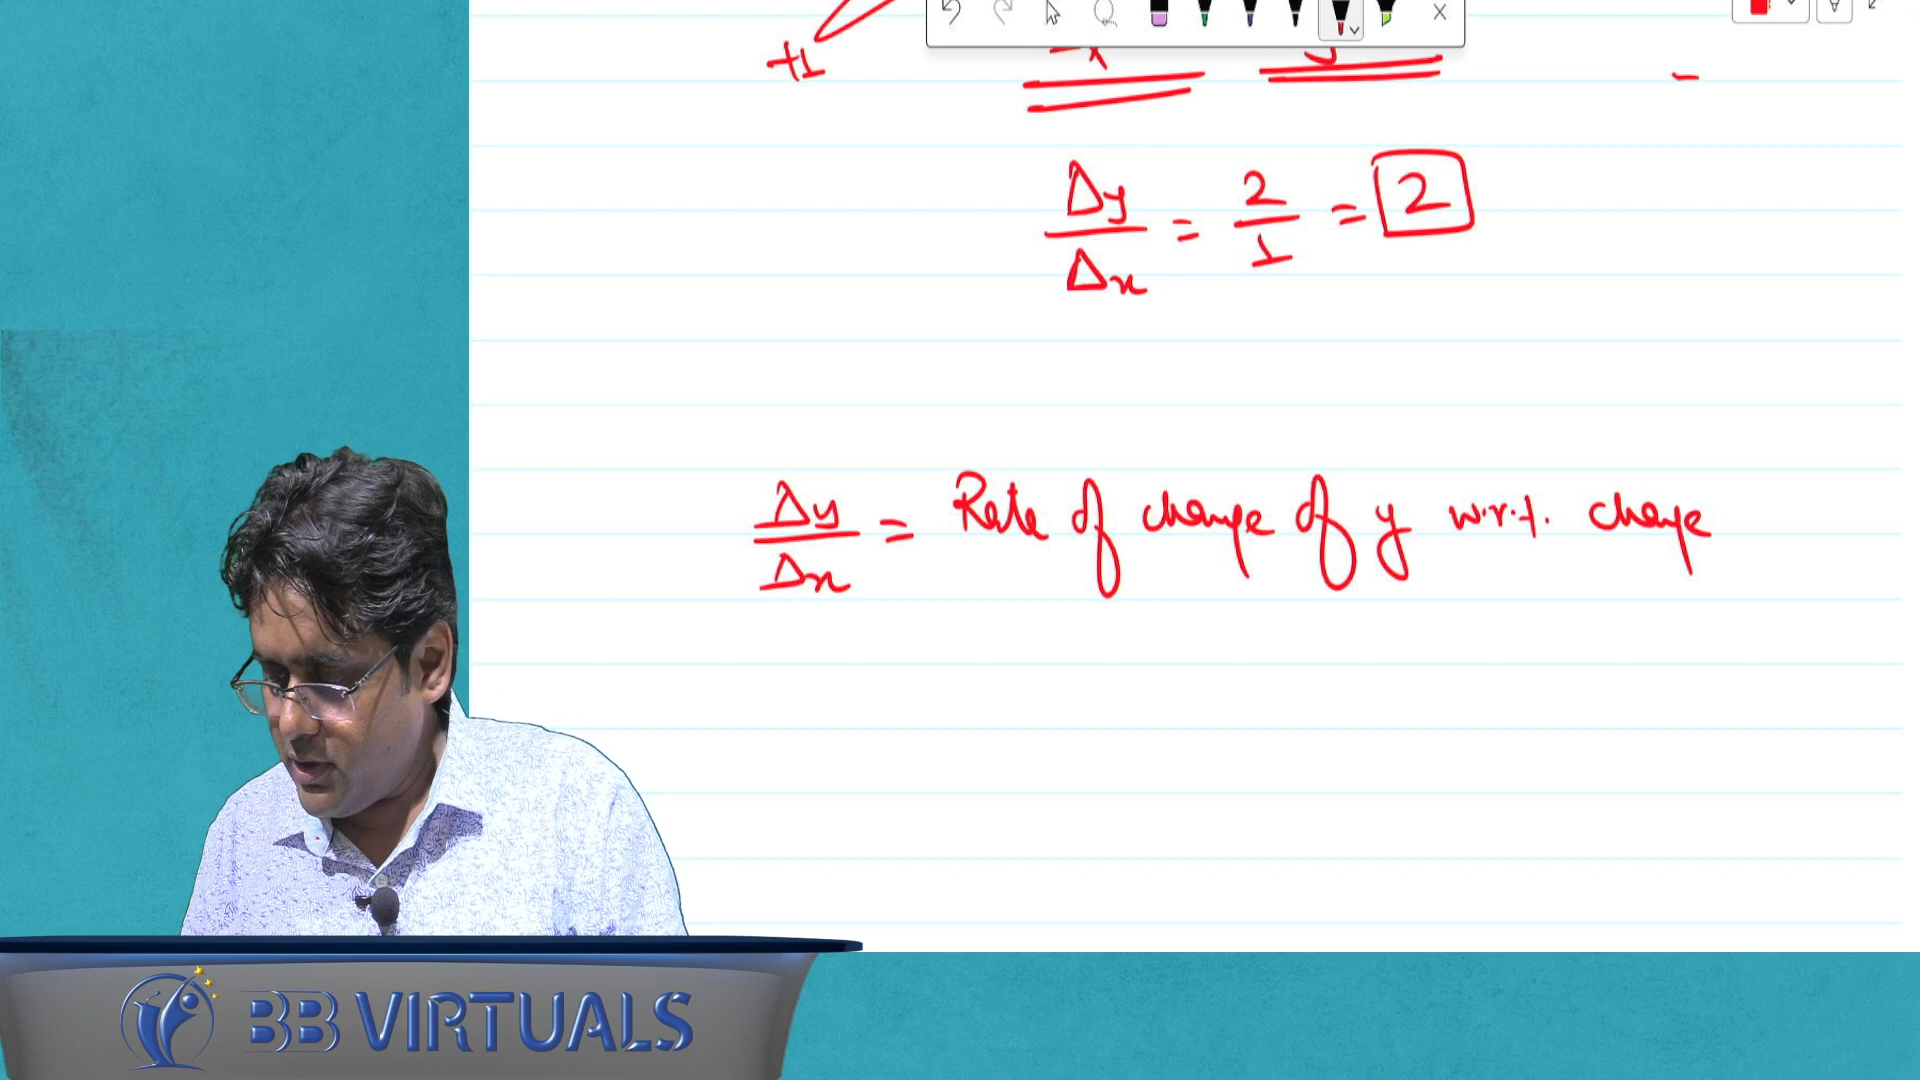 +1
x y
Δy/Δx = 2/1 = 2
Δy/Δx = Rate of change of y w.r.t. change
BB VIRTUALS